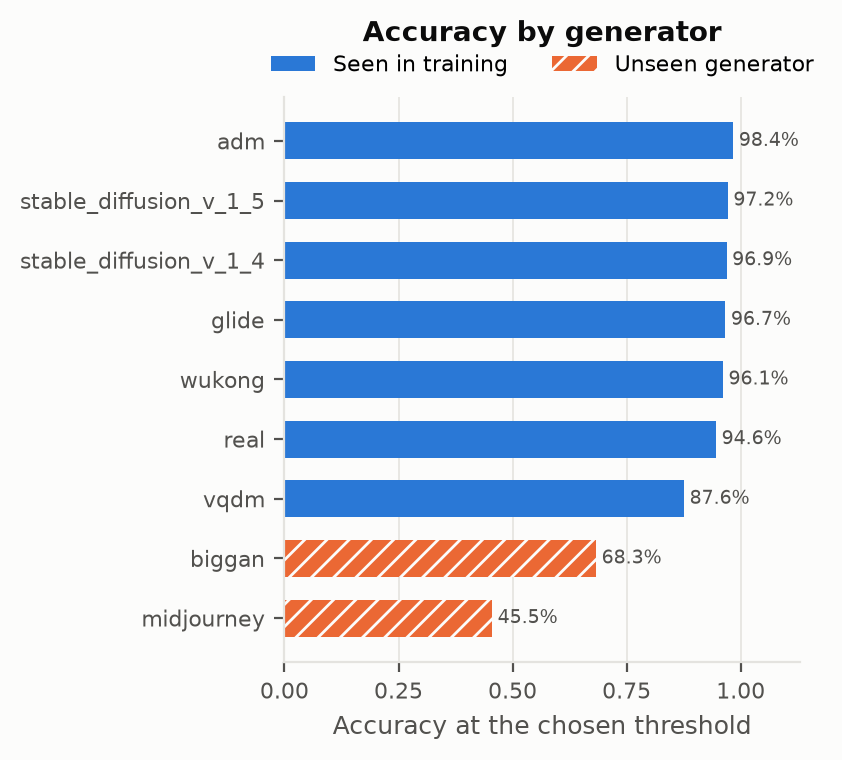 Accuracy by generator
Seen in training Unseen generator
adm 98.4%
stable_diffusion_v_1_5 97.2%
stable_diffusion_v_1_4 96.9%
glide 96.7%
wukong 96.1%
real 94.6%
vqdm 87.6%
biggan 68.3%
midjourney 45.5%
0.00 0.25 0.50 0.75 1.00
Accuracy at the chosen threshold